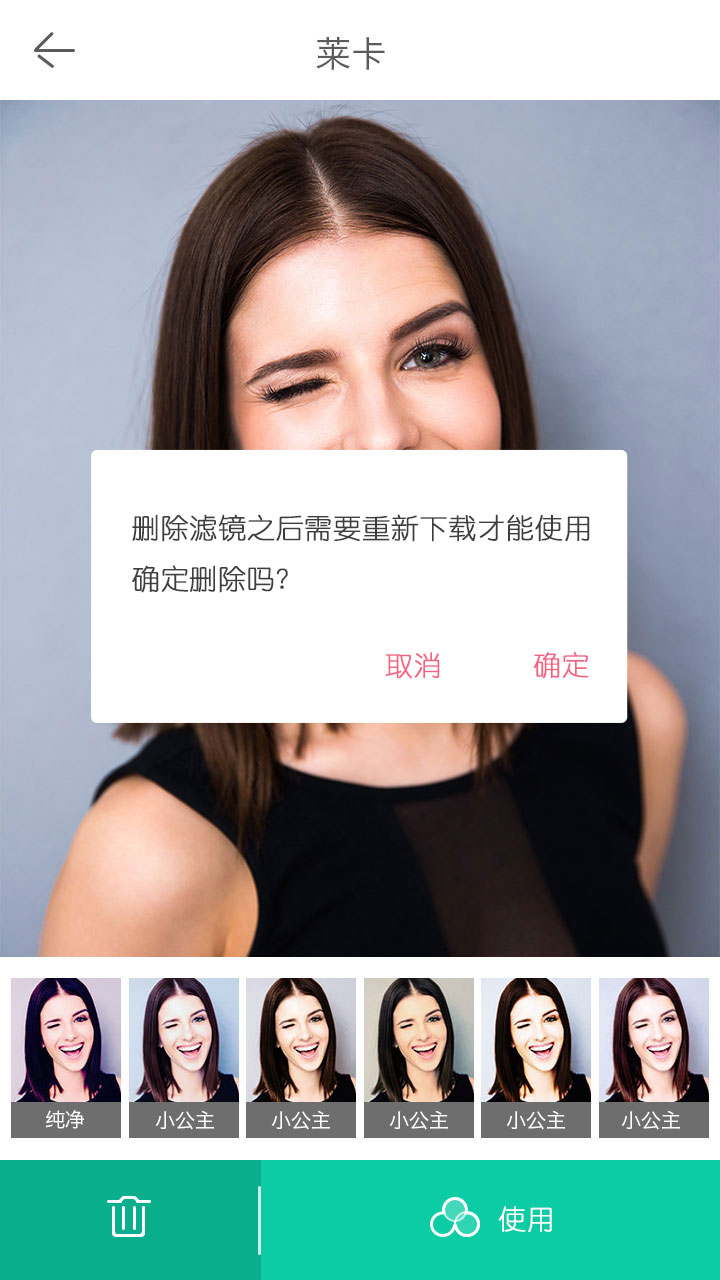 莱卡
删除滤镜之后需要重新下载才能使用
确定删除吗?
取消 确定
纯净 小公主 小公主 小公主 小公主 小公主
使用